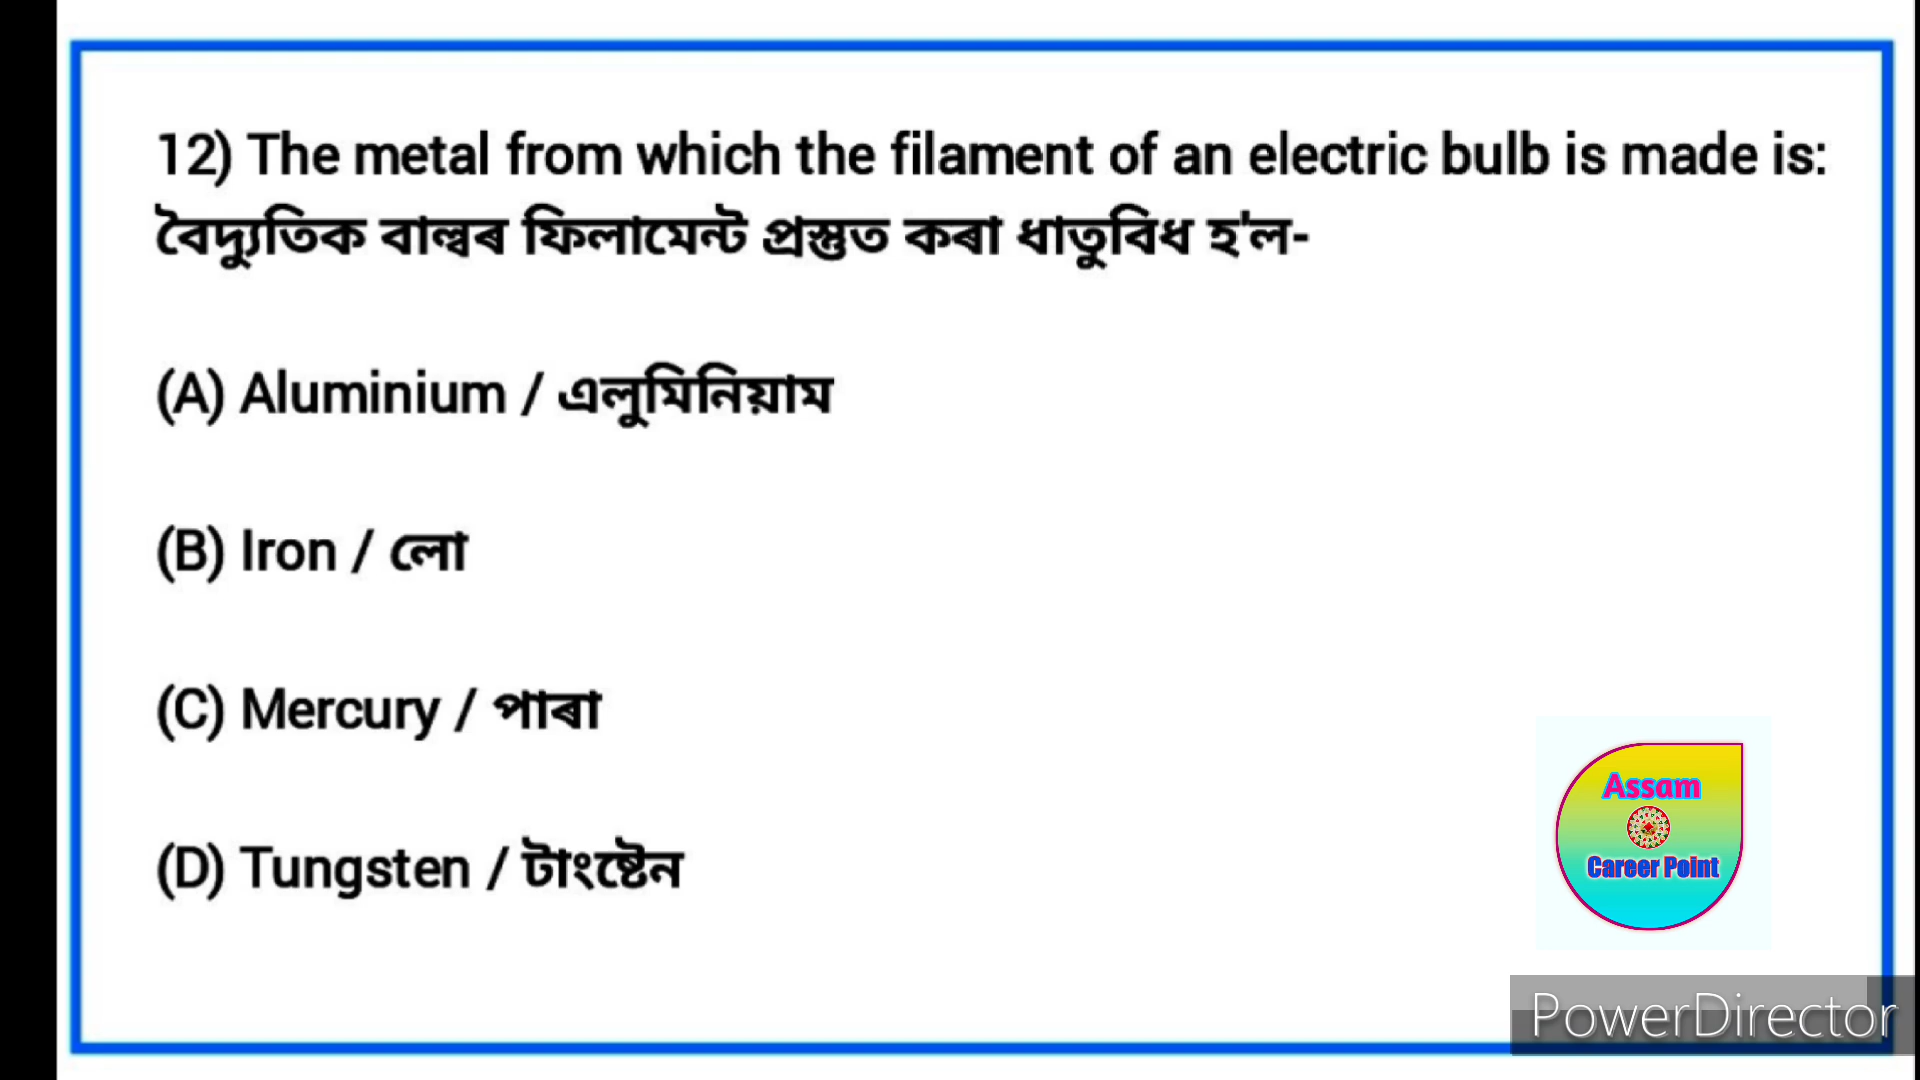 12) The metal from which the filament of an electric bulb is made is:
বৈদ্যুতিক বাল্বৰ ফিলামেন্ট প্ৰস্তুত কৰা ধাতুবিধ হ'ল-
(A) Aluminium / এলুমিনিয়াম
(B) Iron / লো
(C) Mercury / পাৰা
(D) Tungsten / টাংষ্টেন
Assam
Career Point
PowerDirector